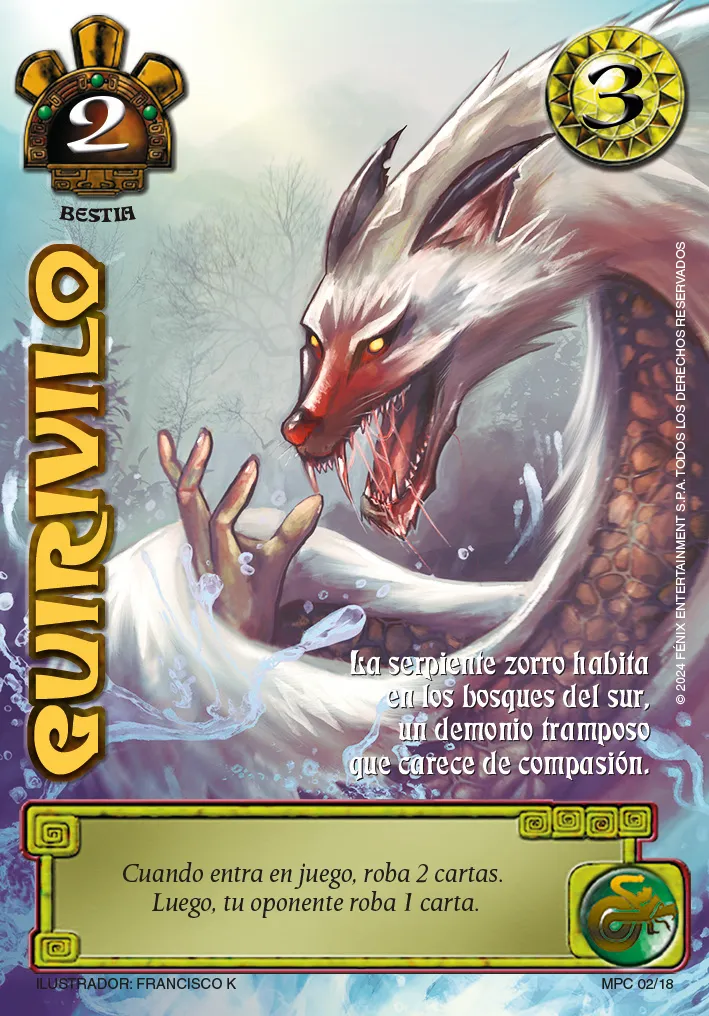 2
3
BESTIA
GUIRIVILO
© 2024 FÉNIX ENTERTAINMENT S.P.A. TODOS LOS DERECHOS RESERVADOS
La serpiente zorro habita
en los bosques del sur,
un demonio tramposo
que carece de compasión.
Cuando entra en juego, roba 2 cartas.
Luego, tu oponente roba 1 carta.
ILUSTRADOR: FRANCISCO K
MPC 02/18